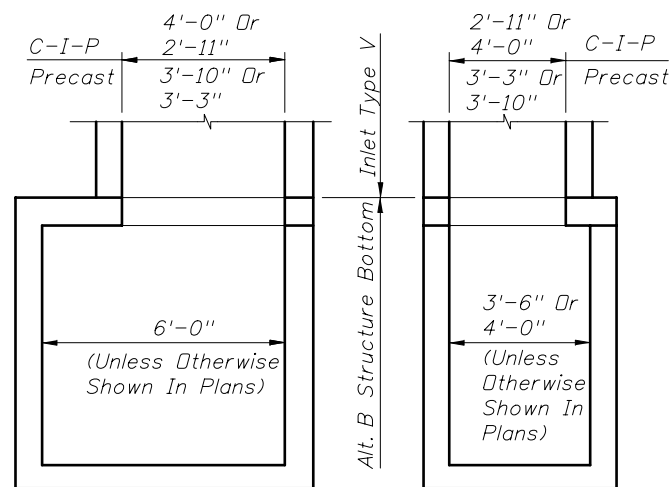 C-I-P
Precast
4'-0" Or
2'-11"
3'-10" Or
3'-3"
Inlet Type V
Alt. B Structure Bottom
2'-11" Or
4'-0"
3'-3" Or
3'-10"
C-I-P
Precast
6'-0"
(Unless Otherwise
Shown In Plans)
3'-6" Or
4'-0"
(Unless
Otherwise
Shown In
Plans)